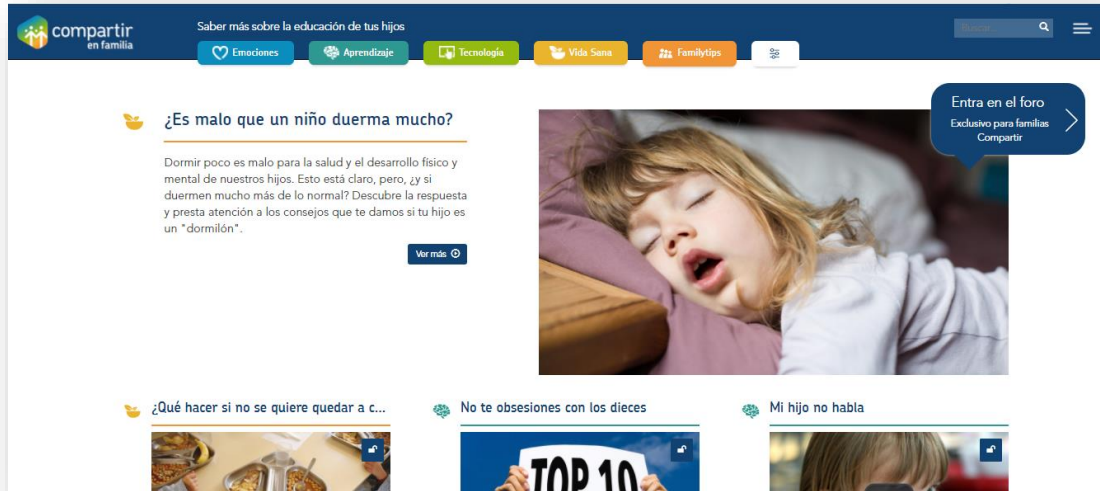 compartir
en familia
Saber más sobre la educación de tus hijos
Emociones
Aprendizaje
Tecnología
Vida Sana
Familytips
Buscar...
Entra en el foro
Exclusivo para familias
Compartir
¿Es malo que un niño duerma mucho?
Dormir poco es malo para la salud y el desarrollo físico y
mental de nuestros hijos. Esto está claro, pero, ¿y si
duermen mucho más de lo normal? Descubre la respuesta
y presta atención a los consejos que te damos si tu hijo es
un "dormilón".
Ver más
¿Qué hacer si no se quiere quedar a c...
No te obsesiones con los dieces
Mi hijo no habla
TOP 10